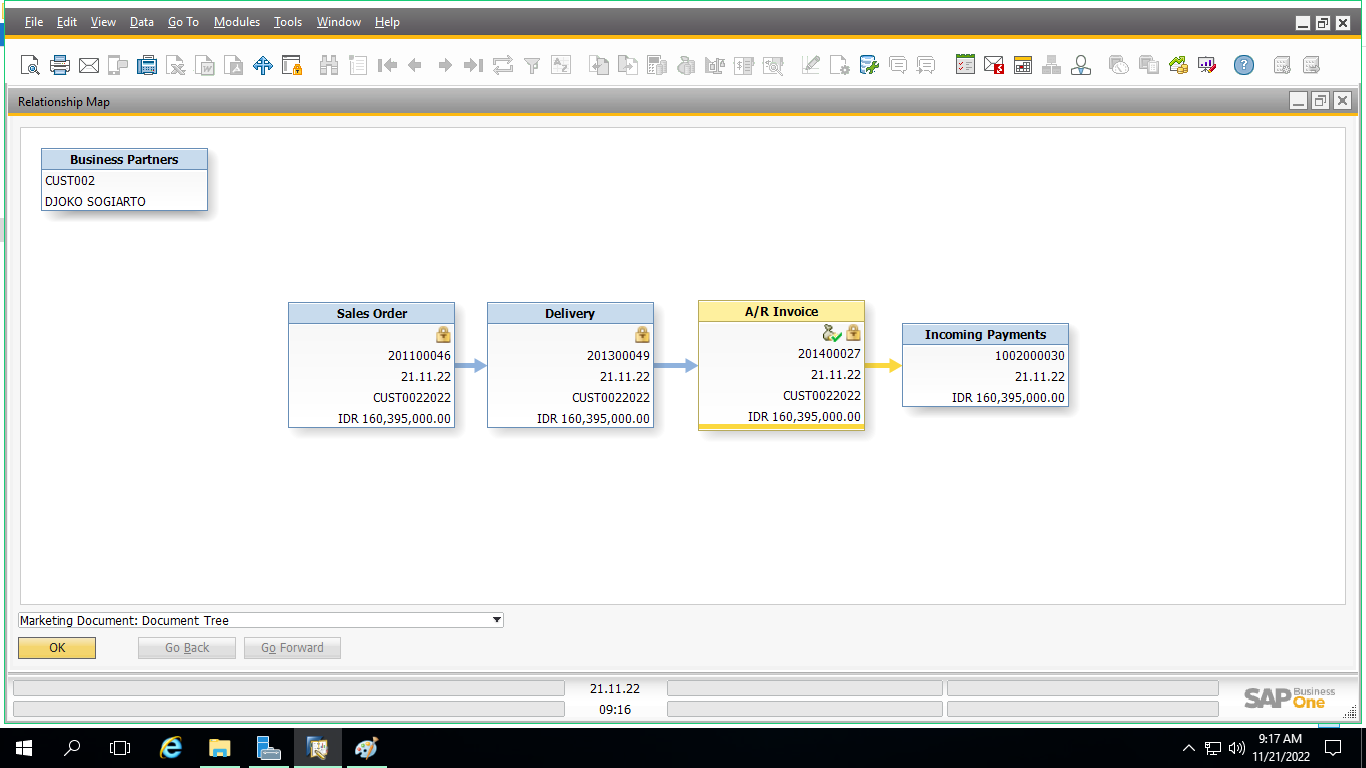 File Edit View Data Go To Modules Tools Window Help
Relationship Map
Business Partners
CUST002
DJOKO SOGIARTO
Sales Order
201100046
21.11.22
CUST0022022
IDR 160,395,000.00
Delivery
201300049
21.11.22
CUST0022022
IDR 160,395,000.00
A/R Invoice
201400027
21.11.22
CUST0022022
IDR 160,395,000.00
Incoming Payments
1002000030
21.11.22
IDR 160,395,000.00
Marketing Document: Document Tree
OK Go Back Go Forward
21.11.22
09:16
SAP Business One
9:17 AM
11/21/2022